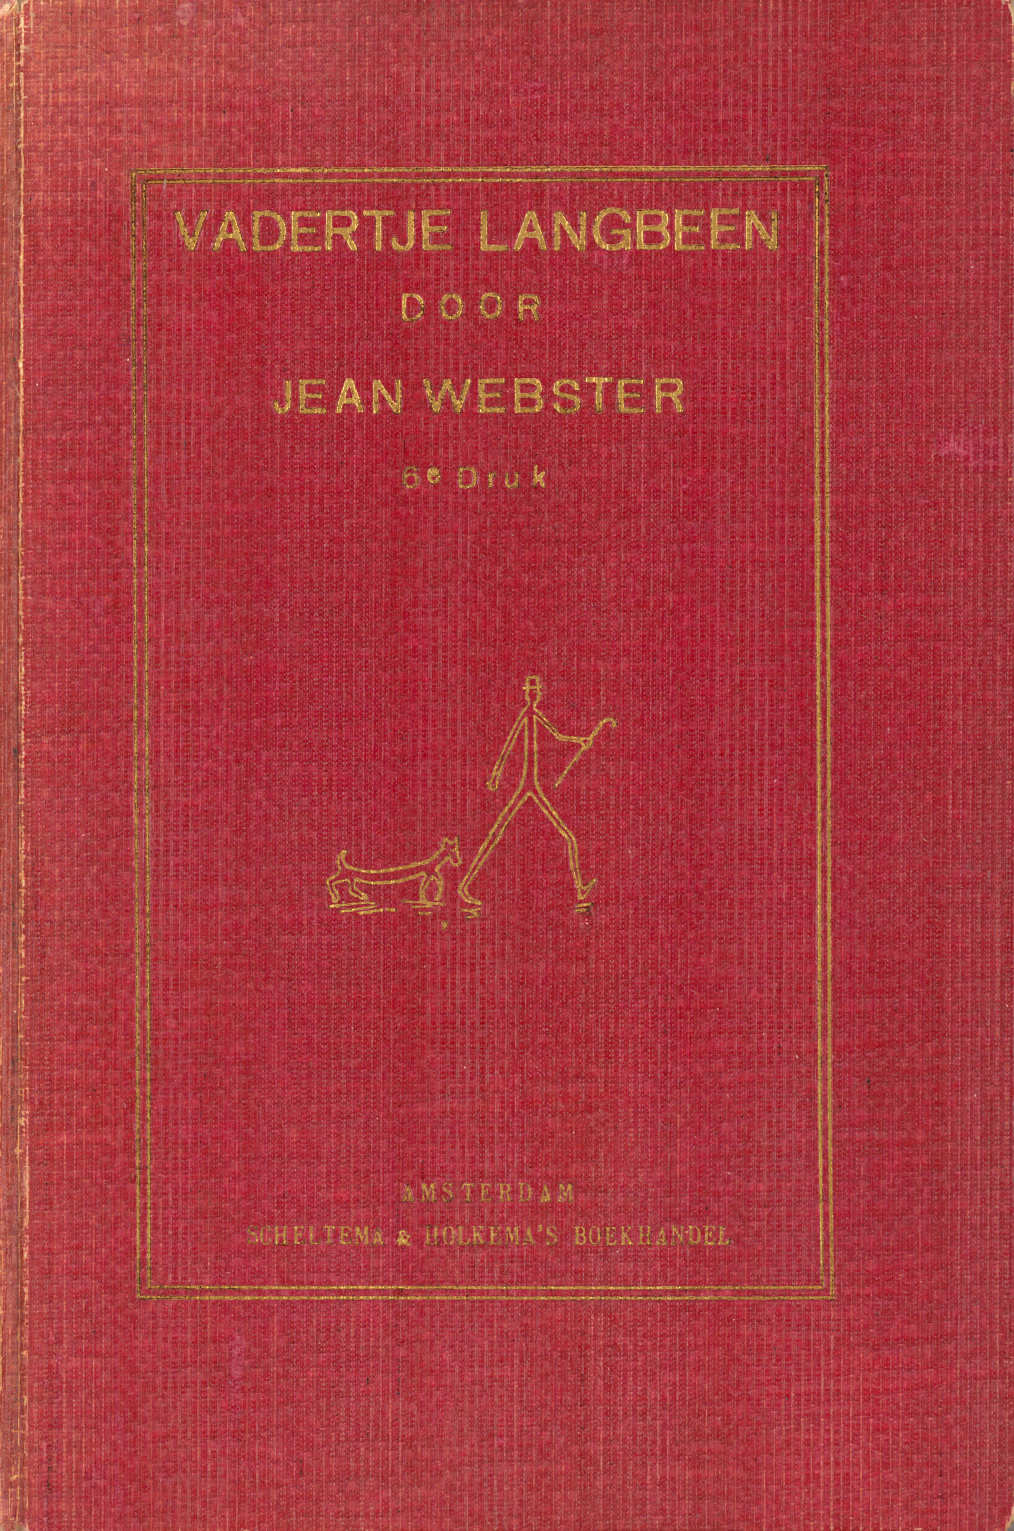 VADERTJE LANGBEEN
DOOR
JEAN WEBSTER
6e Druk
AMSTERDAM
SCHELTEMA & HOLKEMA'S BOEKHANDEL